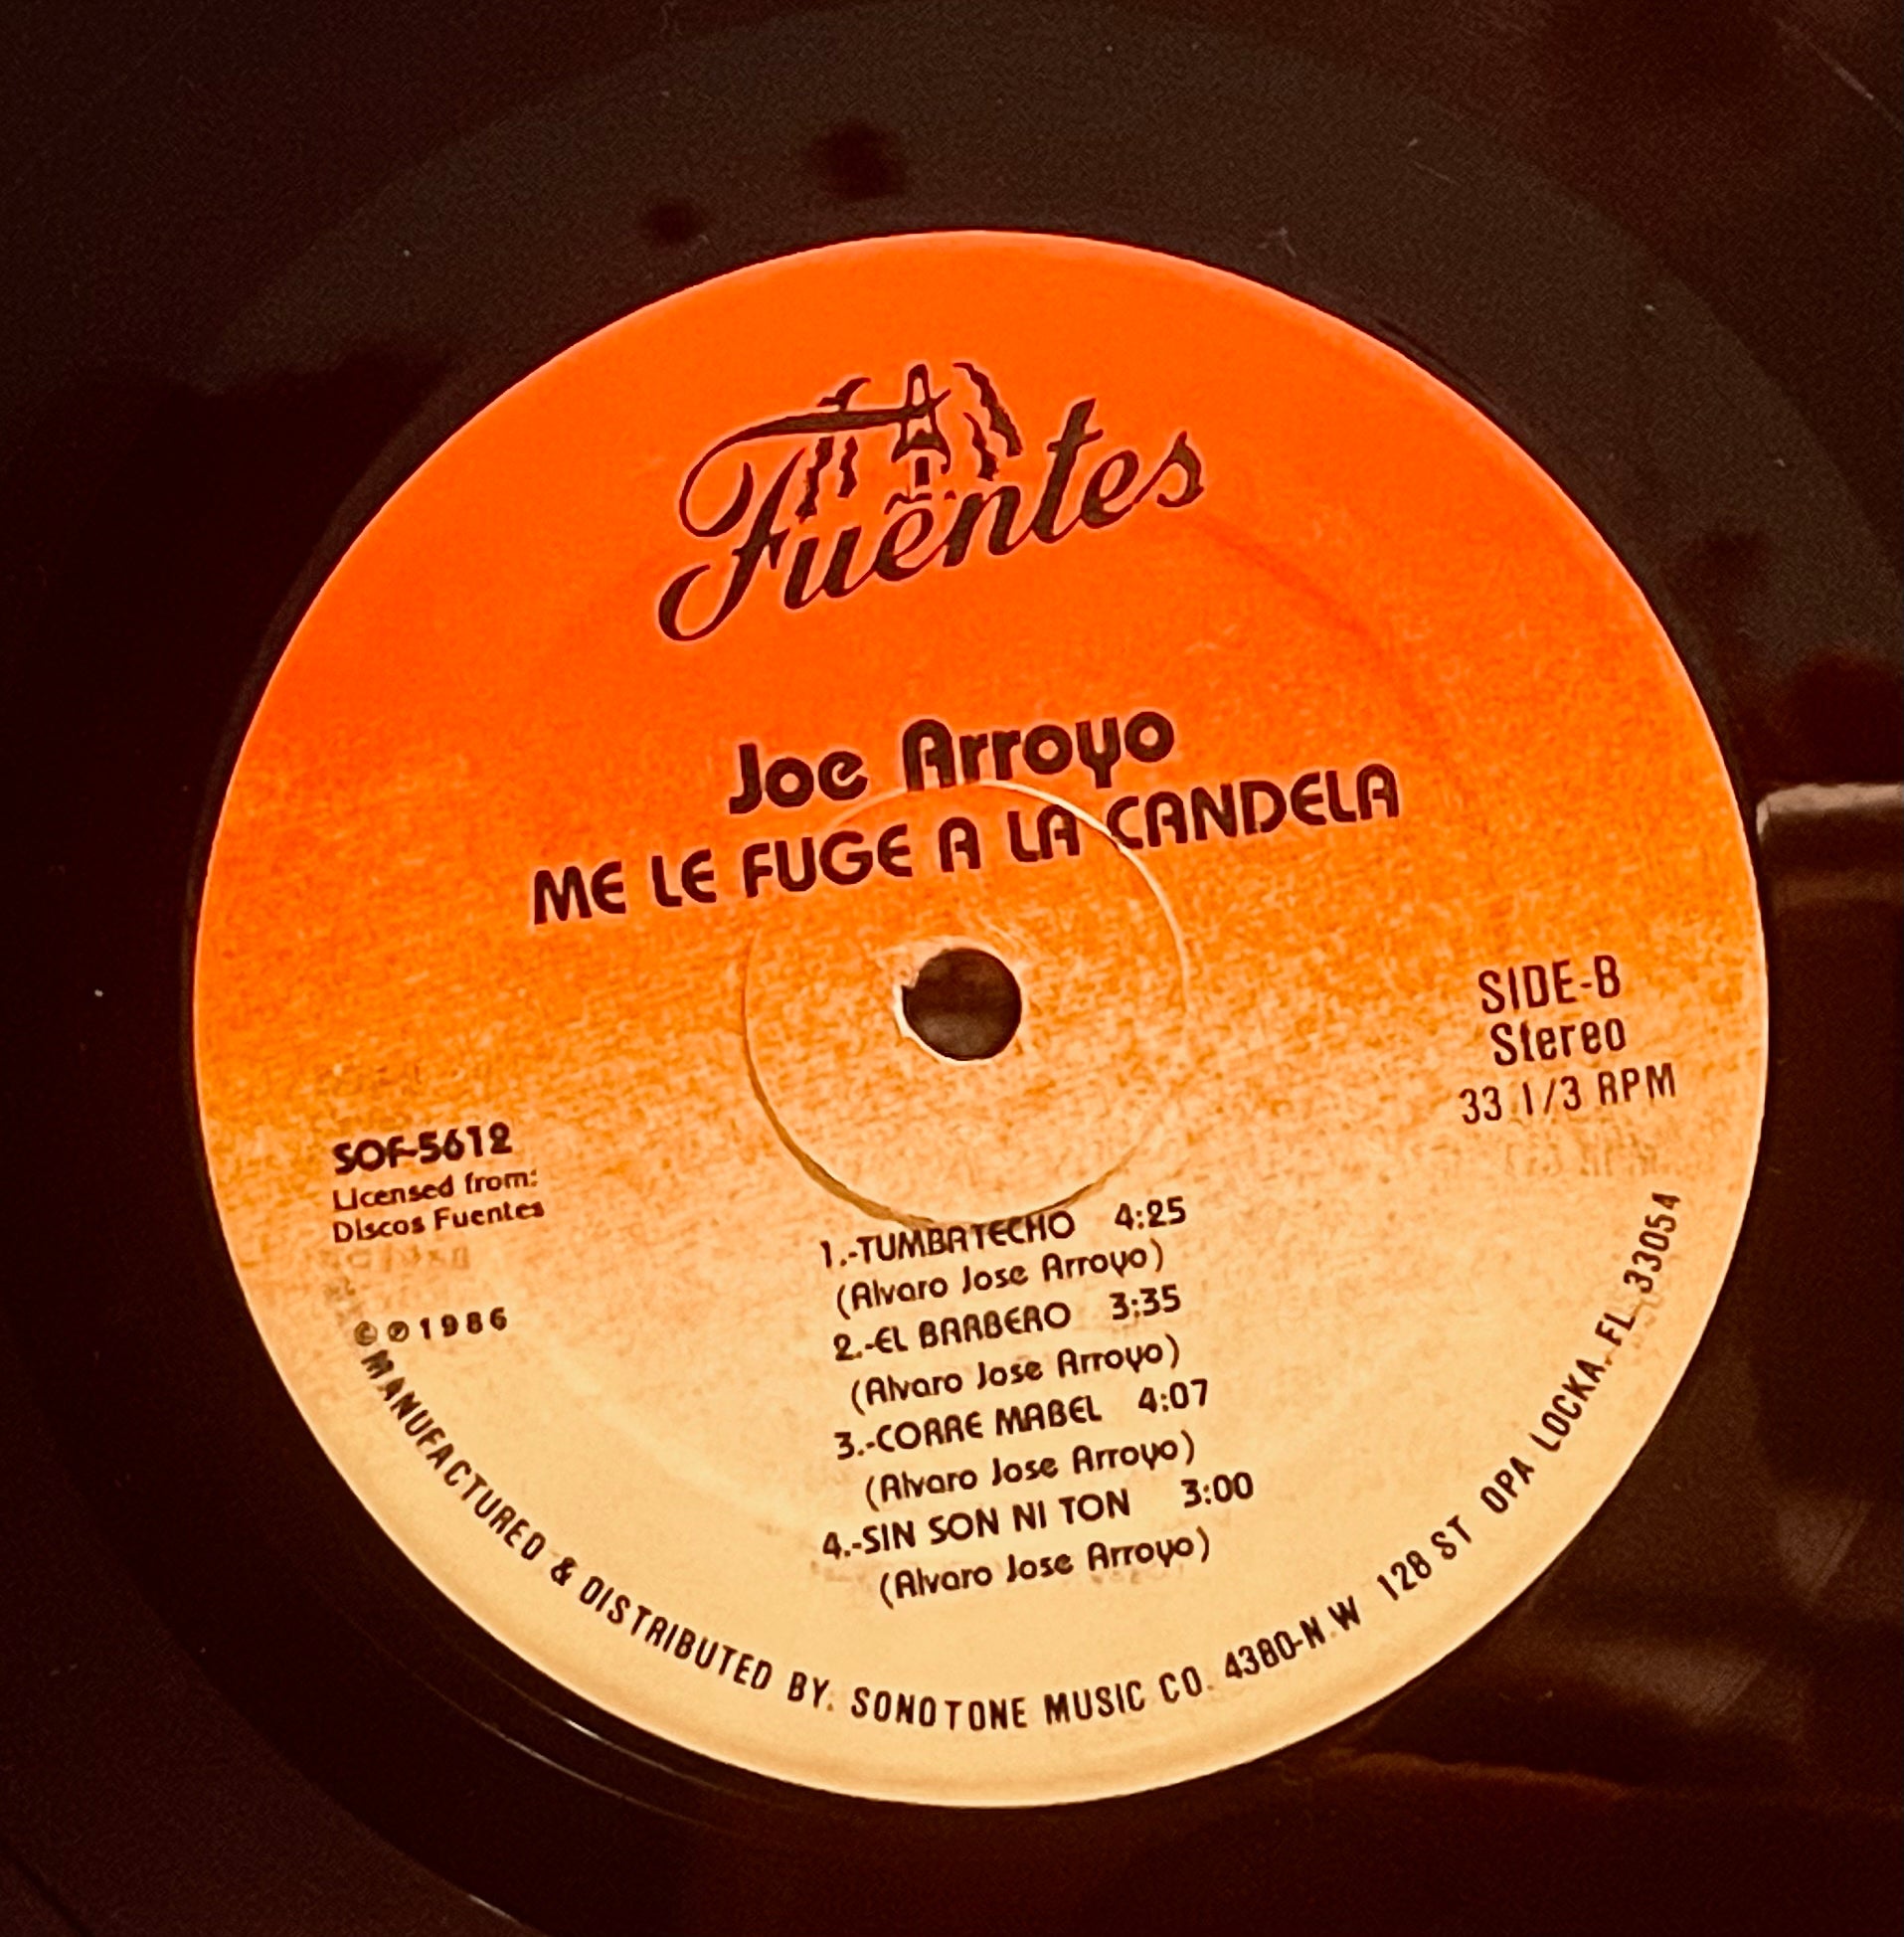 Fuentes
Joe Arroyo
ME LE FUGE A LA CANDELA
SIDE-B
Stereo
33 1/3 RPM
SOF-5612
Licensed from:
Discos Fuentes
© ℗ 1986
1.-TUMBATECHO 4:25
(Alvaro Jose Arroyo)
2.-EL BARBERO 3:35
(Alvaro Jose Arroyo)
3.-CORRE MABEL 4:07
(Alvaro Jose Arroyo)
4.-SIN SON NI TON 3:00
(Alvaro Jose Arroyo)
MANUFACTURED & DISTRIBUTED BY: SONOTONE MUSIC CO. 4380-N.W 128 ST OPA LOCKA, FL. 33054